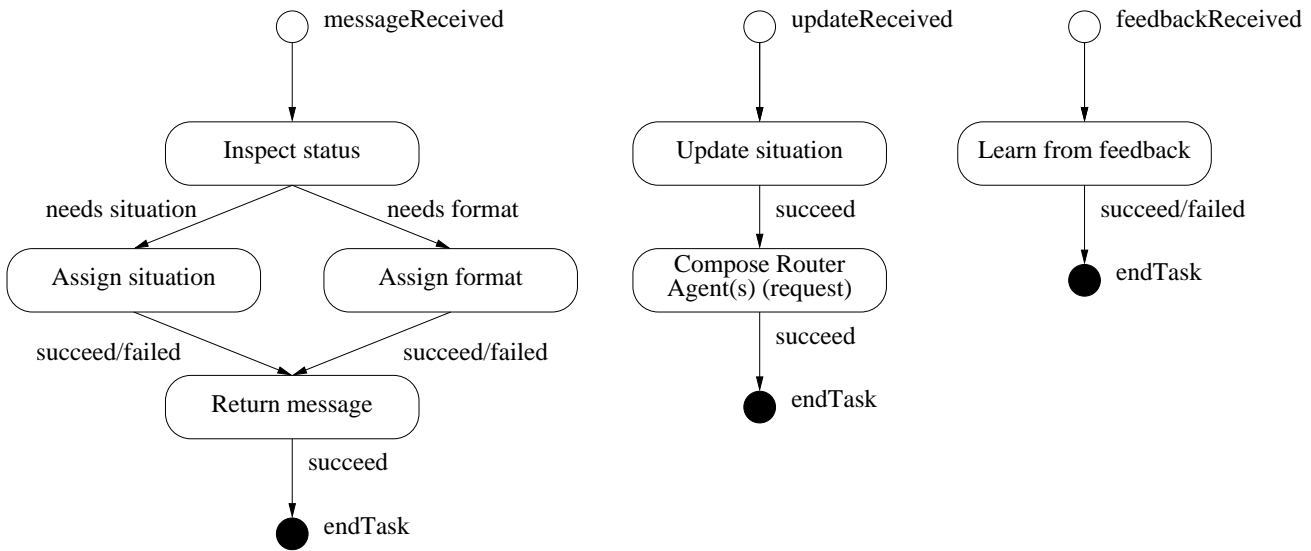 messageReceived
Inspect status
needs situation
needs format
Assign situation
Assign format
succeed/failed
succeed/failed
Return message
succeed
endTask
updateReceived
Update situation
succeed
Compose Router
Agent(s) (request)
succeed
endTask
feedbackReceived
Learn from feedback
succeed/failed
endTask